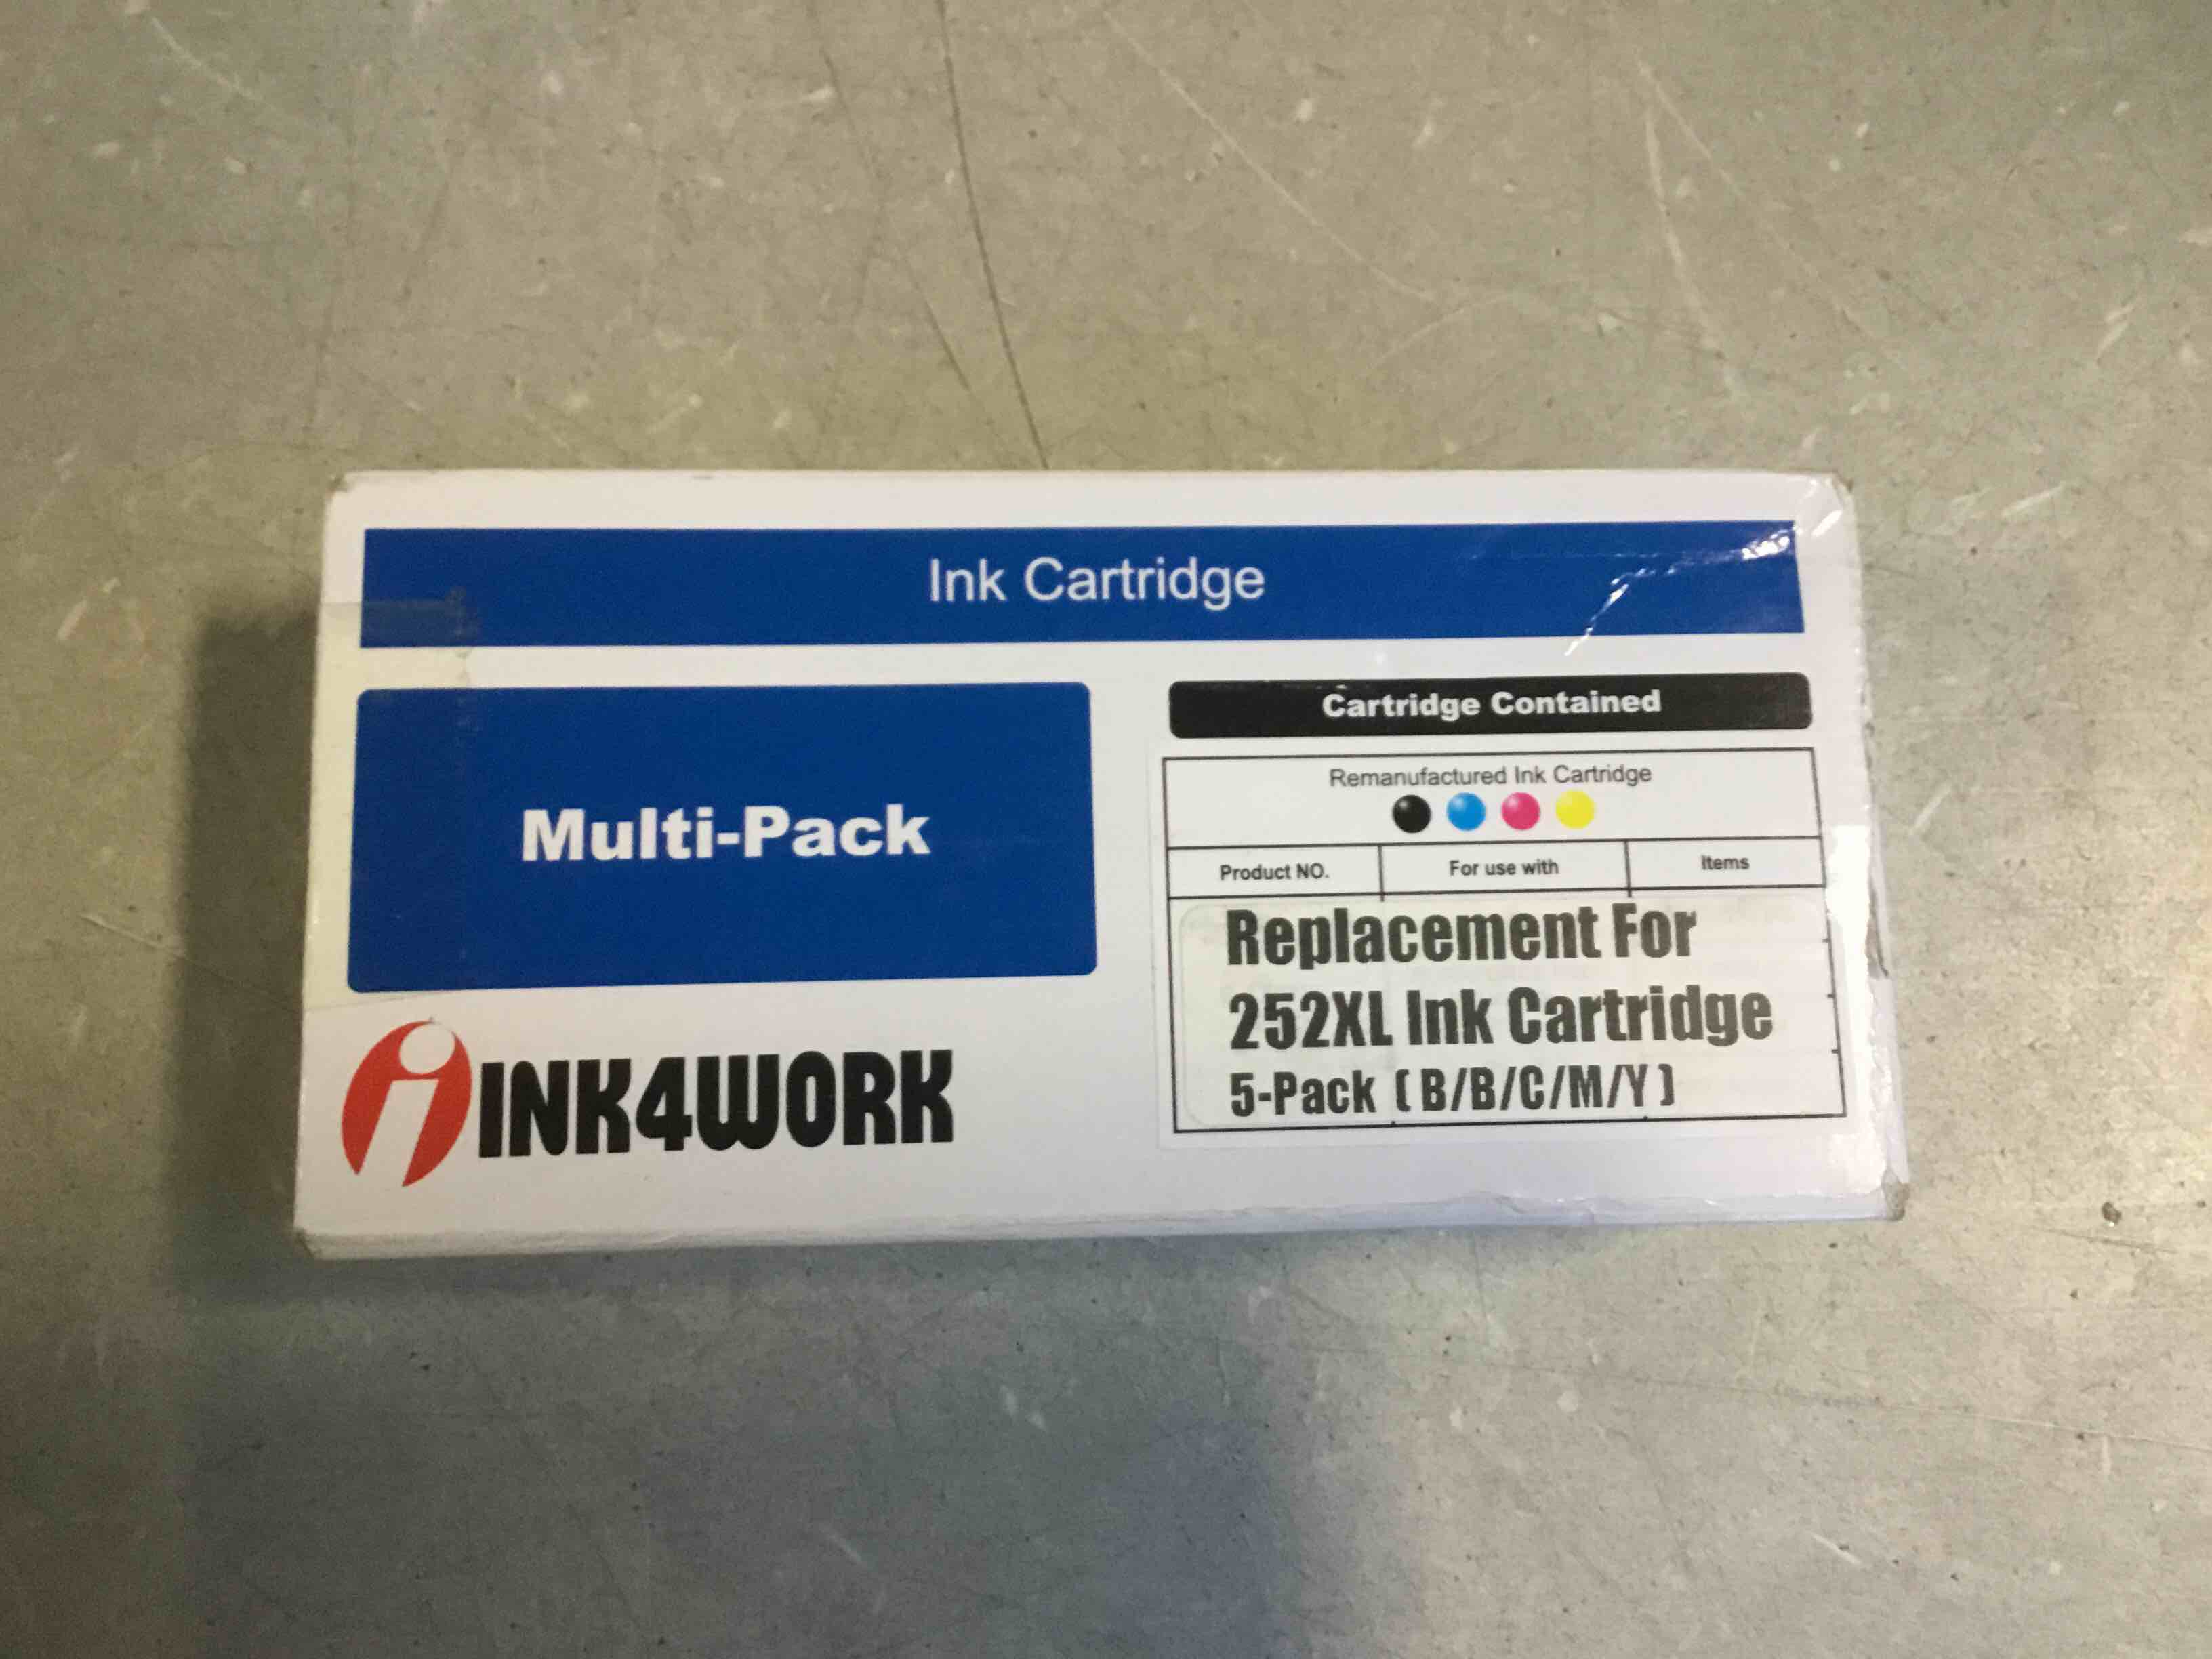 Ink Cartridge
Multi-Pack
INK4WORK
Cartridge Contained
Remanufactured Ink Cartridge
Product NO. For use with Items
Replacement For
252XL Ink Cartridge
5-Pack ( B/B/C/M/Y )